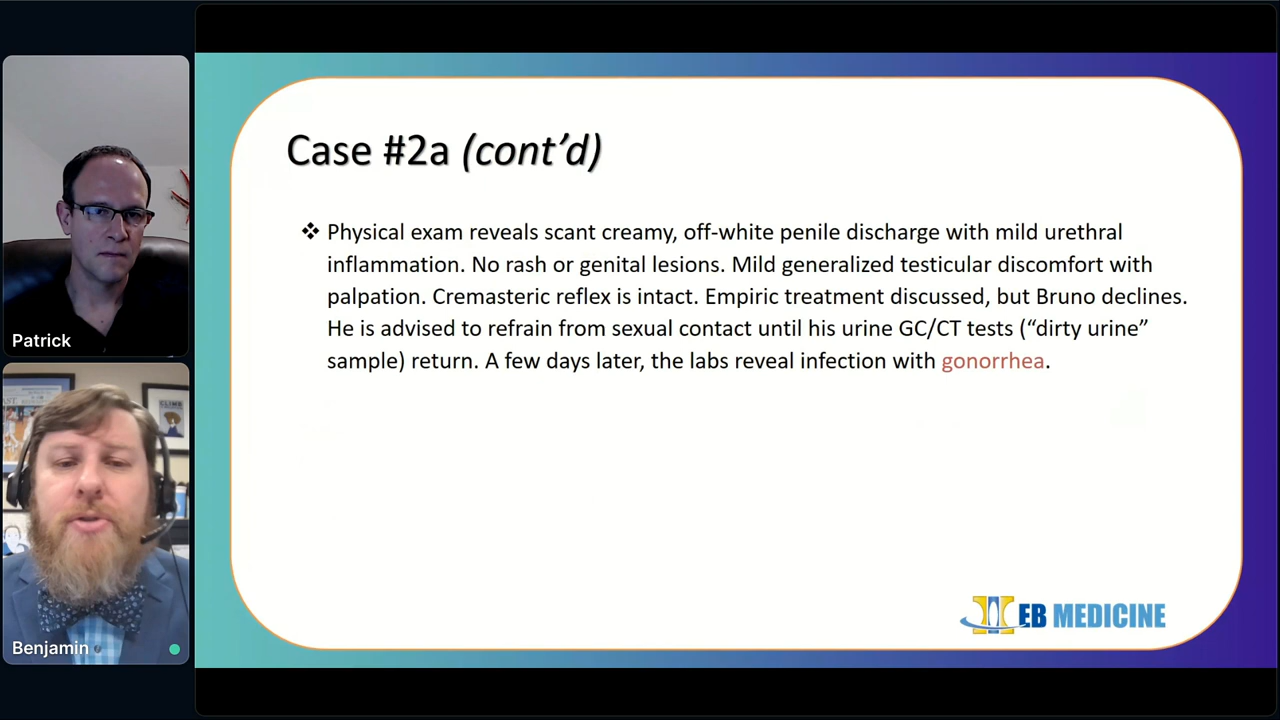 Case #2a (cont’d)
❖ Physical exam reveals scant creamy, off-white penile discharge with mild urethral
inflammation. No rash or genital lesions. Mild generalized testicular discomfort with
palpation. Cremasteric reflex is intact. Empiric treatment discussed, but Bruno declines.
He is advised to refrain from sexual contact until his urine GC/CT tests (“dirty urine”
sample) return. A few days later, the labs reveal infection with gonorrhea.
Patrick
Benjamin
EB MEDICINE